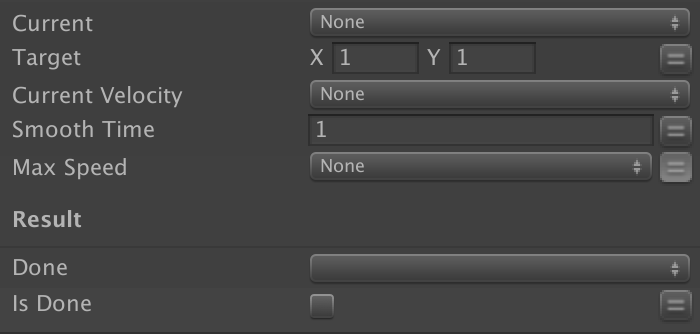 Current None
Target X 1 Y 1
Current Velocity None
Smooth Time 1
Max Speed None
Result
Done
Is Done